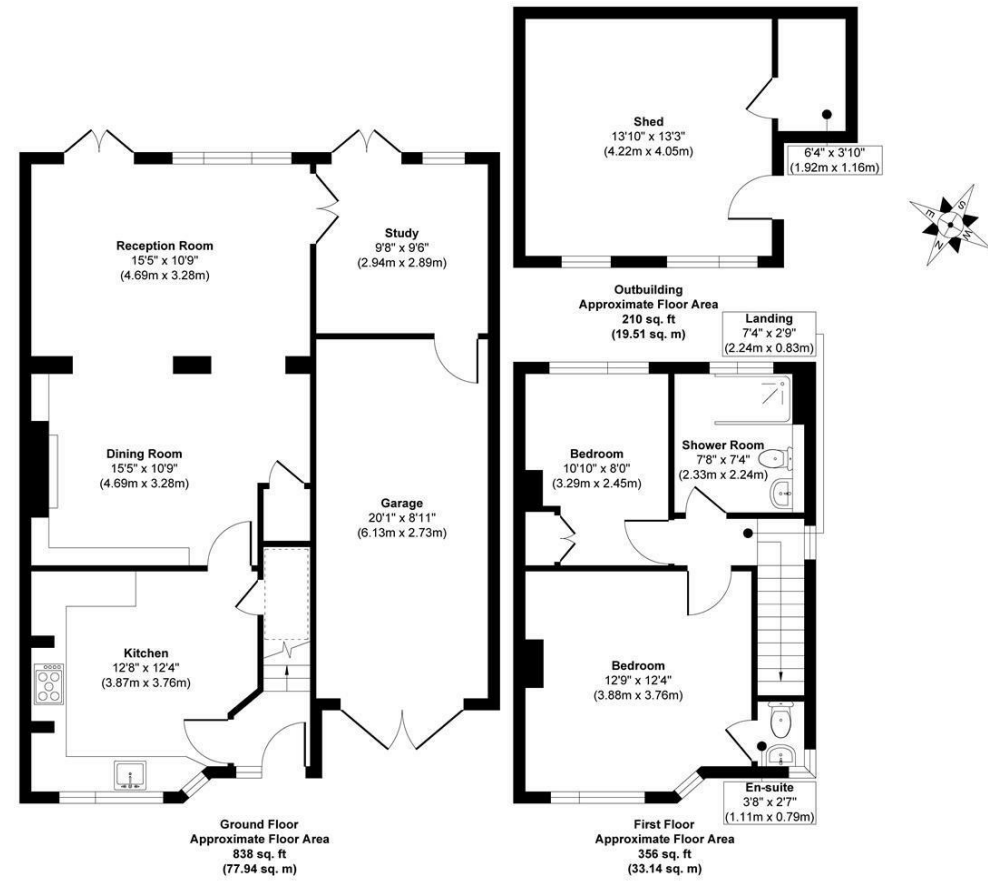 Shed
13'10" x 13'3"
(4.22m x 4.05m)
6'4" x 3'10"
(1.92m x 1.16m)
S
E
W
N
Reception Room
15'5" x 10'9"
(4.69m x 3.28m)
Study
9'8" x 9'6"
(2.94m x 2.89m)
Outbuilding
Approximate Floor Area
210 sq. ft
(19.51 sq. m)
Landing
7'4" x 2'9"
(2.24m x 0.83m)
Dining Room
15'5" x 10'9"
(4.69m x 3.28m)
Garage
20'1" x 8'11"
(6.13m x 2.73m)
Bedroom
10'10" x 8'0"
(3.29m x 2.45m)
Shower Room
7'8" x 7'4"
(2.33m x 2.24m)
Kitchen
12'8" x 12'4"
(3.87m x 3.76m)
Bedroom
12'9" x 12'4"
(3.88m x 3.76m)
En-suite
3'8" x 2'7"
(1.11m x 0.79m)
Ground Floor
Approximate Floor Area
838 sq. ft
(77.94 sq. m)
First Floor
Approximate Floor Area
356 sq. ft
(33.14 sq. m)